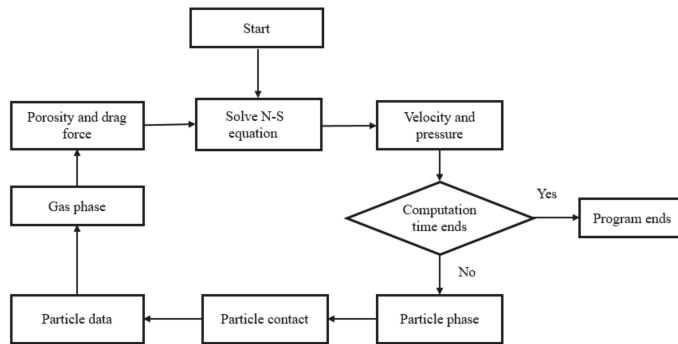 Start
Porosity and drag
force
Solve N-S
equation
Velocity and
pressure
Gas phase
Computation
time ends
Yes
Program ends
No
Particle data
Particle contact
Particle phase